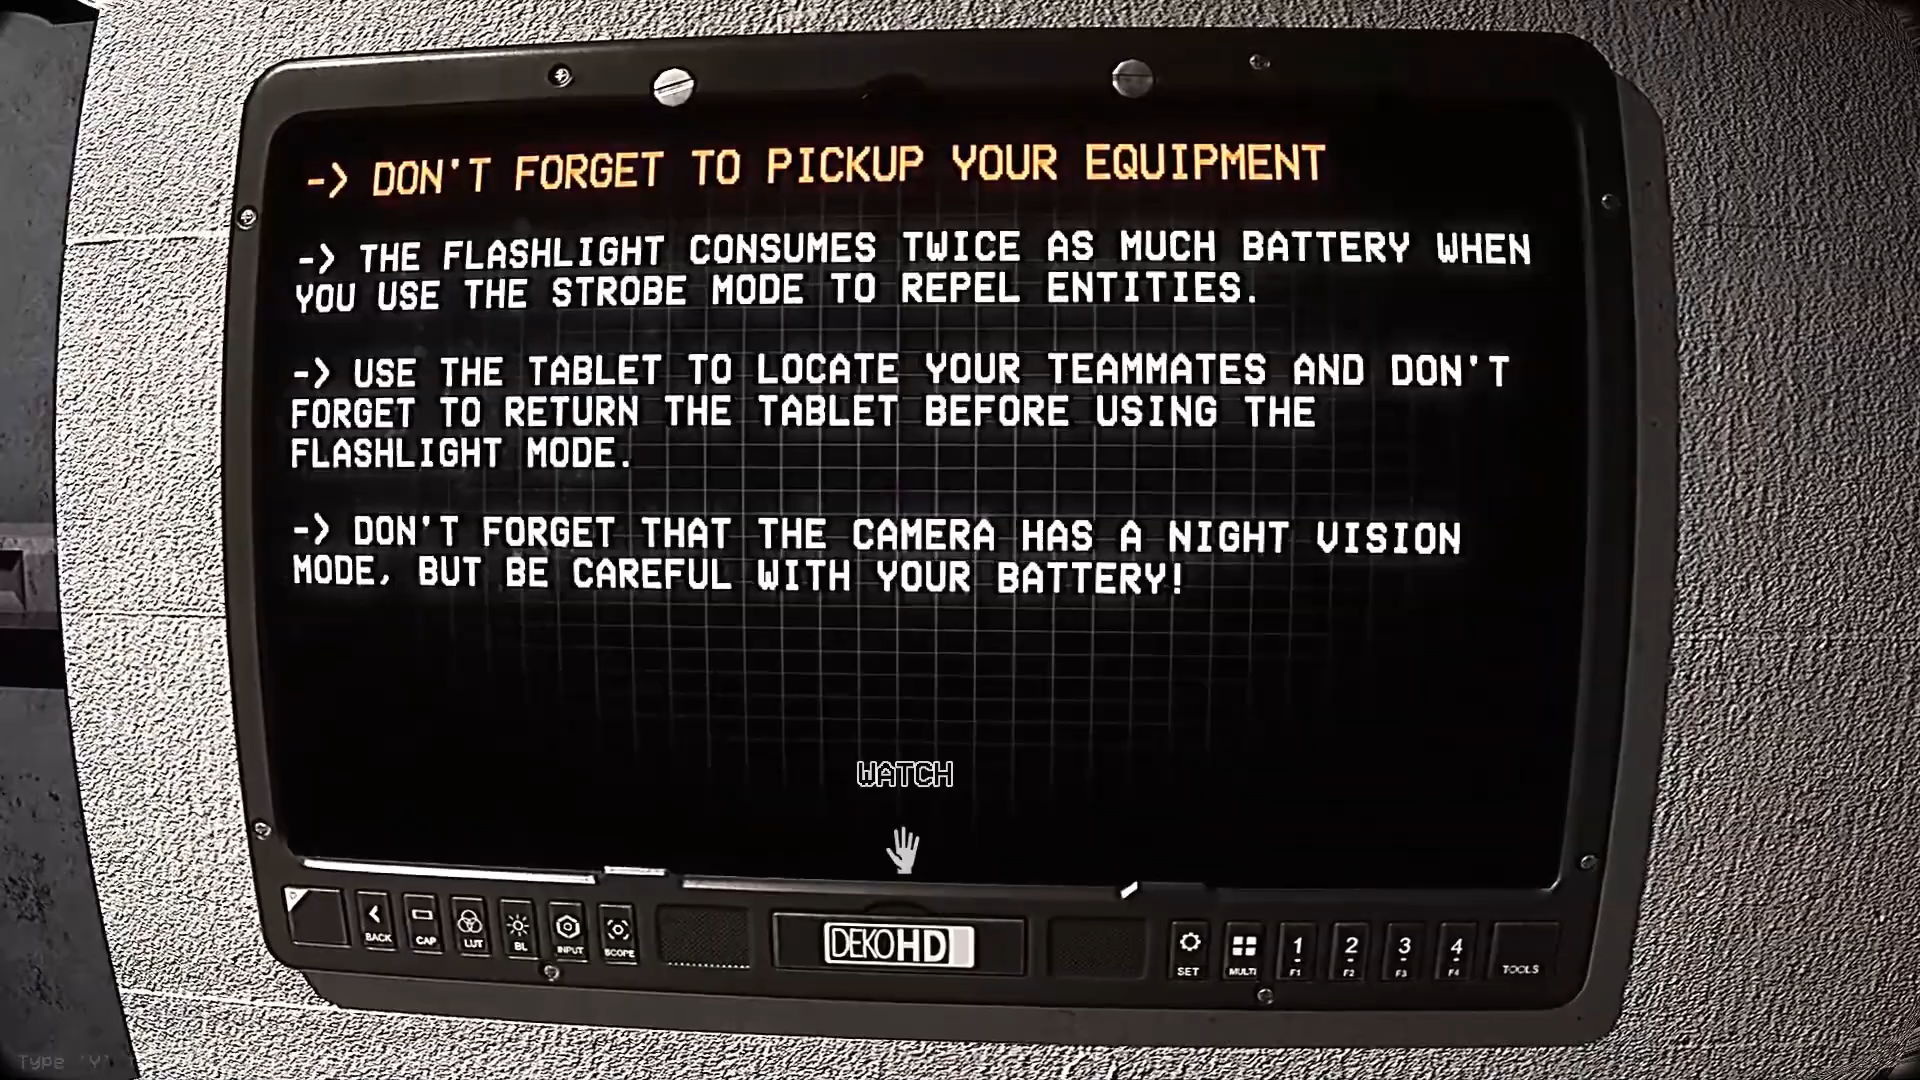 -> DON'T FORGET TO PICKUP YOUR EQUIPMENT
-> THE FLASHLIGHT CONSUMES TWICE AS MUCH BATTERY WHEN
YOU USE THE STROBE MODE TO REPEL ENTITIES.
-> USE THE TABLET TO LOCATE YOUR TEAMMATES AND DON'T
FORGET TO RETURN THE TABLET BEFORE USING THE
FLASHLIGHT MODE.
-> DON'T FORGET THAT THE CAMERA HAS A NIGHT VISION
MODE, BUT BE CAREFUL WITH YOUR BATTERY!
WATCH
BACK CAP LUT BL INPUT SCOPE
DEKOHD
SET MULTI 1 2 3 4
F1 F2 F3 F4
TOOLS
Type 'Y'